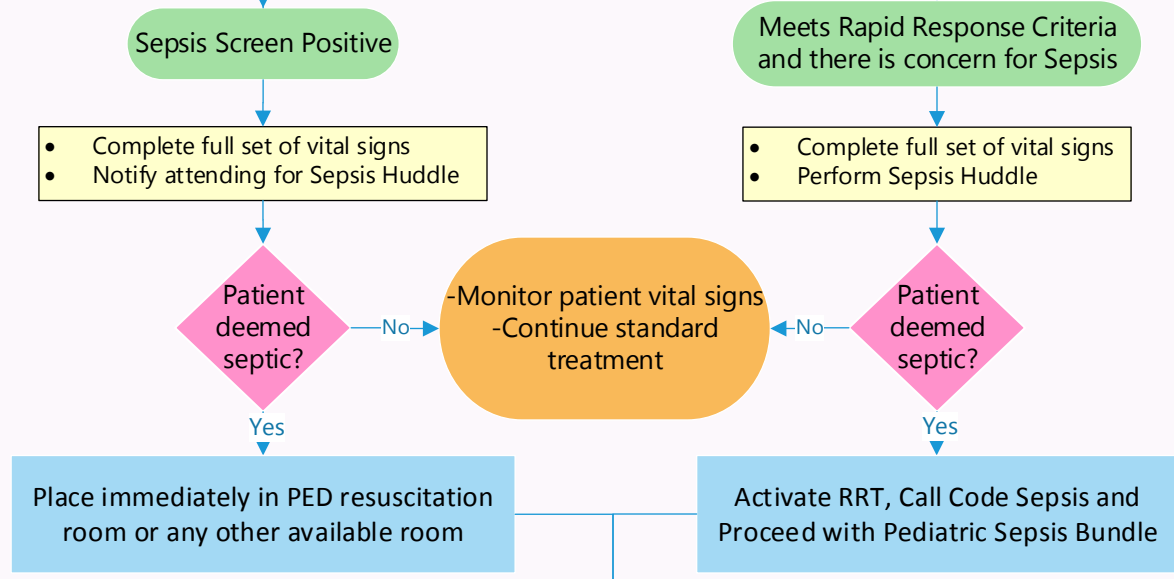 Sepsis Screen Positive
Meets Rapid Response Criteria
and there is concern for Sepsis
• Complete full set of vital signs
• Notify attending for Sepsis Huddle
• Complete full set of vital signs
• Perform Sepsis Huddle
Patient
deemed
septic?
No
-Monitor patient vital signs
-Continue standard
treatment
No
Patient
deemed
septic?
Yes
Yes
Place immediately in PED resuscitation
room or any other available room
Activate RRT, Call Code Sepsis and
Proceed with Pediatric Sepsis Bundle